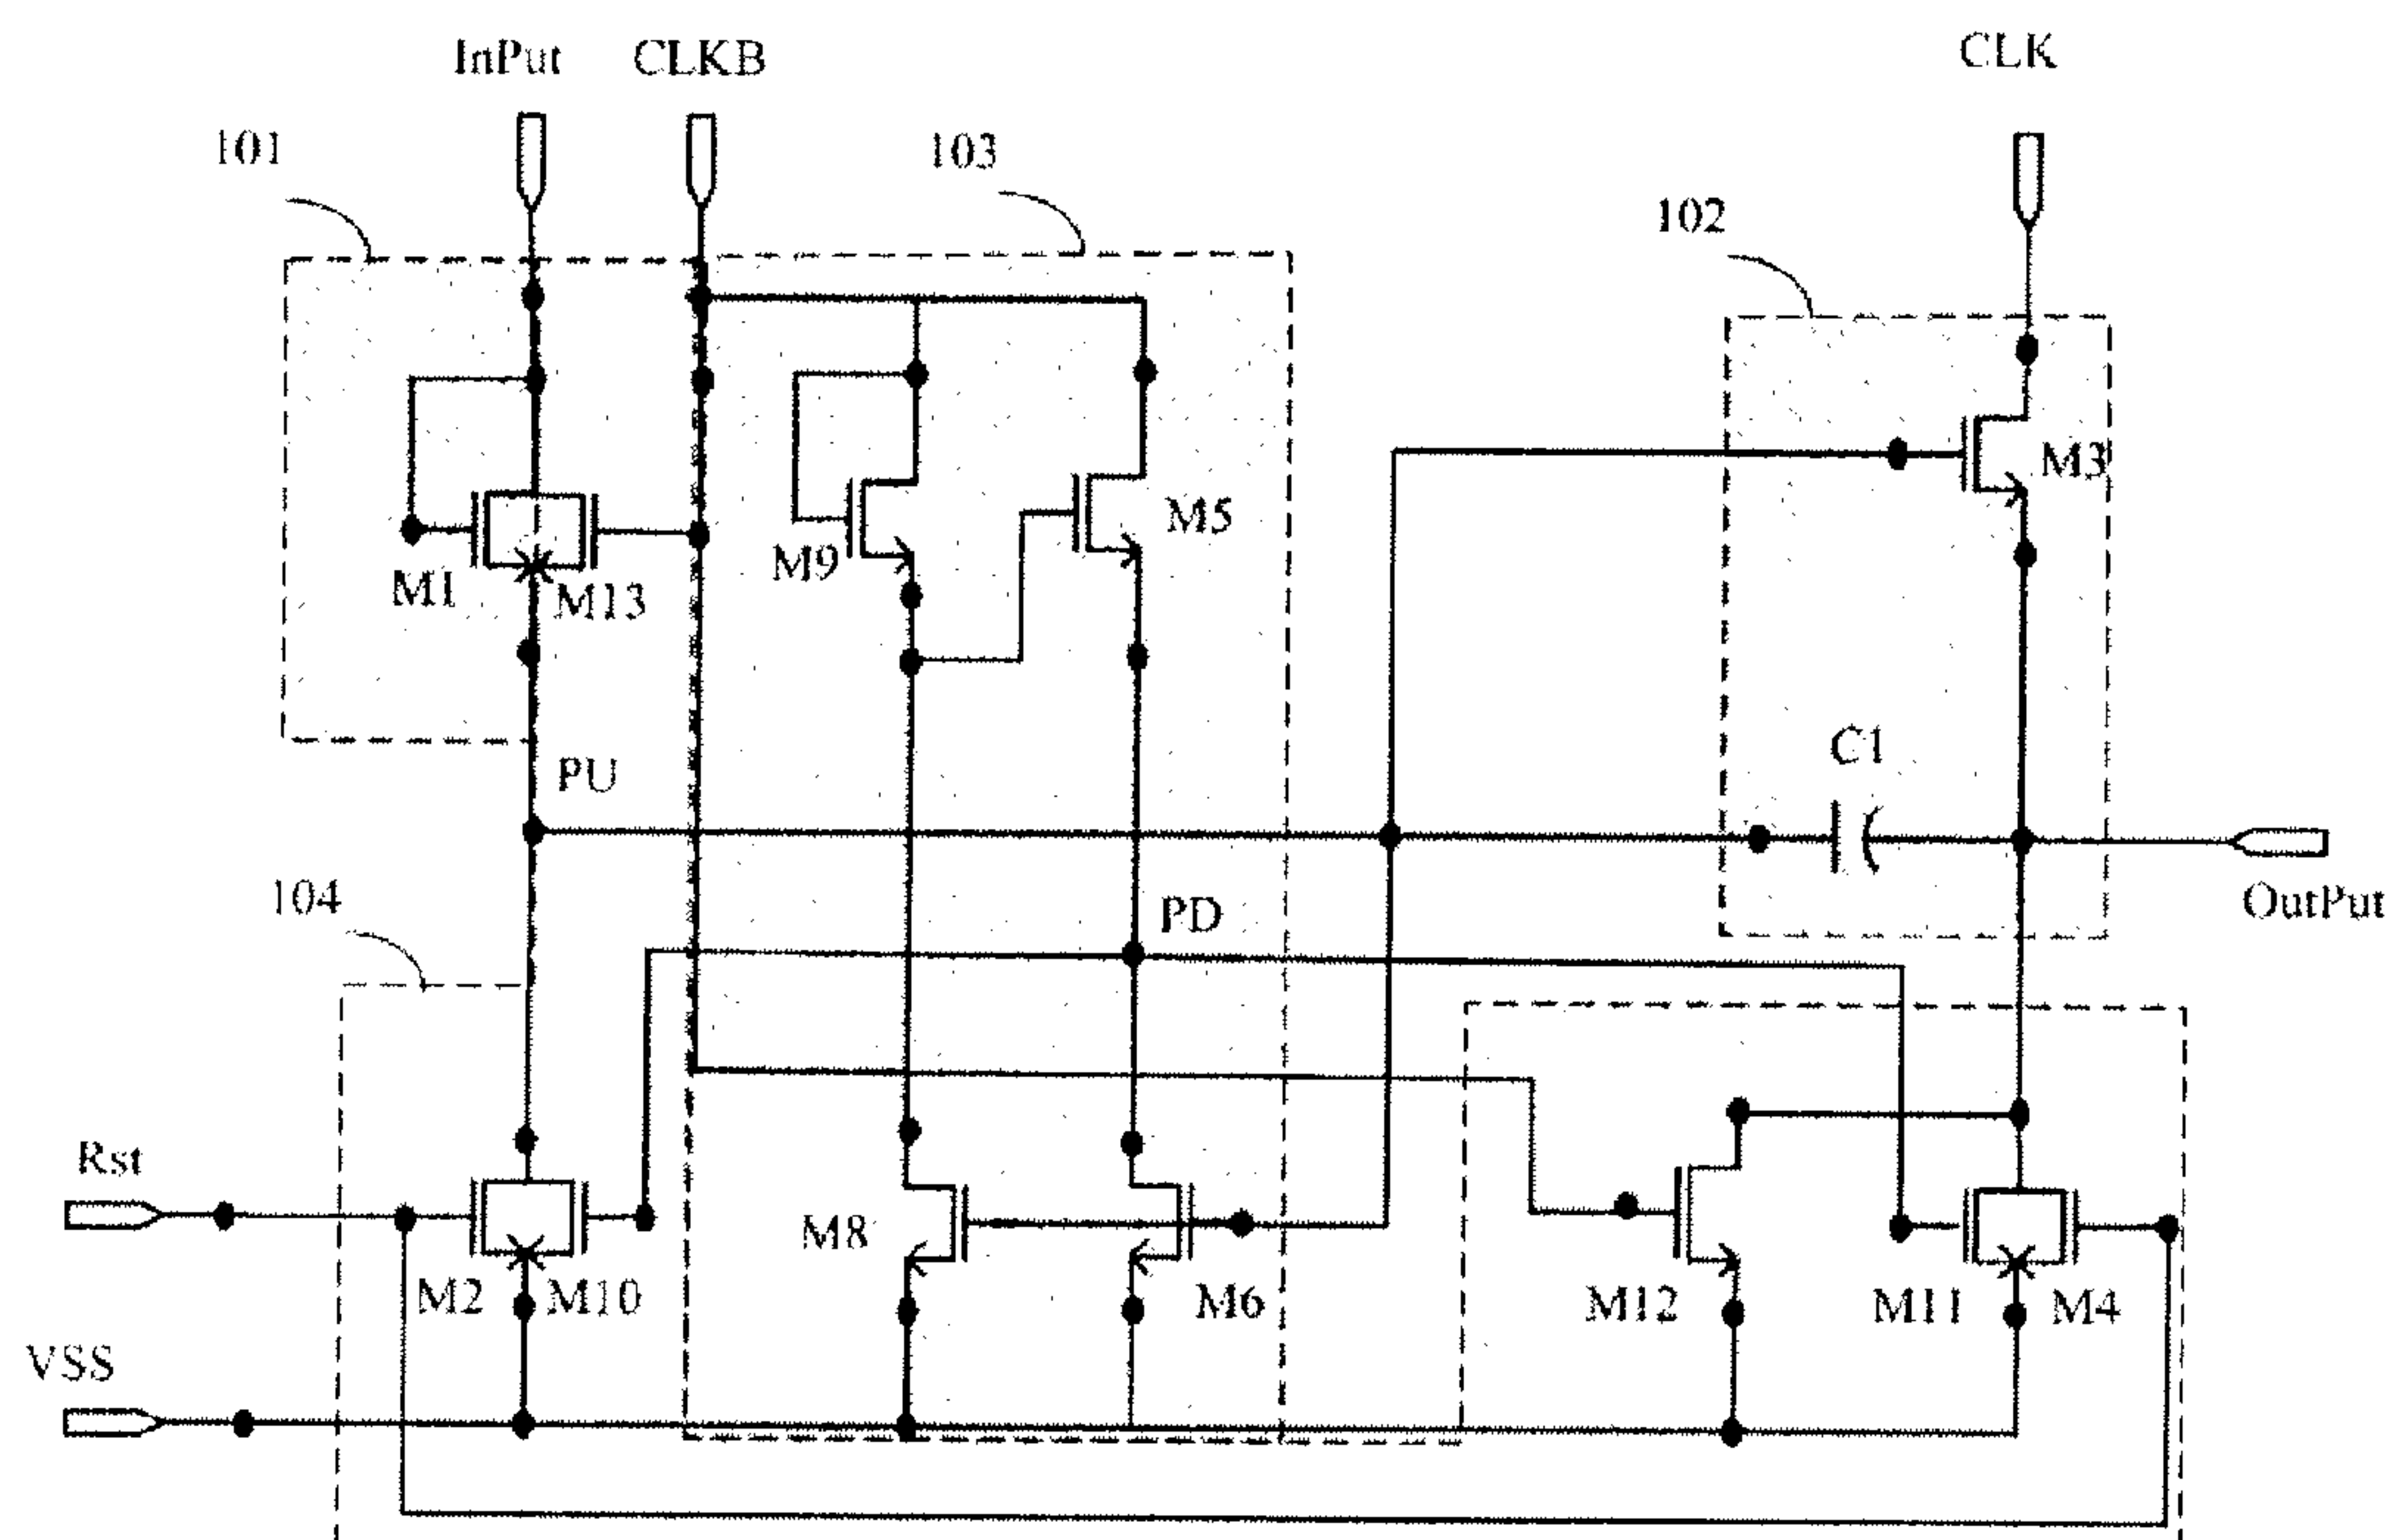 InPut CLKB CLK
101 103
102
M3
M9 M5
M1 M13
C1
PU
104 PD OutPut
Rst
M8
M2 M10 M6 M12 M11 M4
VSS